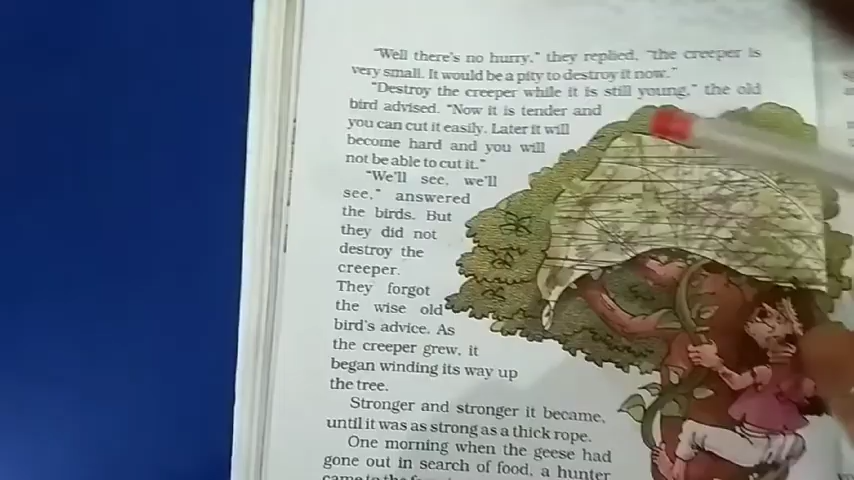 "Well there's no hurry," they replied, "the creeper is
very small. It would be a pity to destroy it now."
"Destroy the creeper while it is still young," the old
bird advised. "Now it is tender and
you can cut it easily. Later it will
become hard and you will
not be able to cut it."
"We'll see, we'll
see," answered
the birds. But
they did not
destroy the
creeper.
They forgot
the wise old
bird's advice. As
the creeper grew, it
began winding its way up
the tree.
Stronger and stronger it became,
until it was as strong as a thick rope.
One morning when the geese had
gone out in search of food, a hunter
came to the